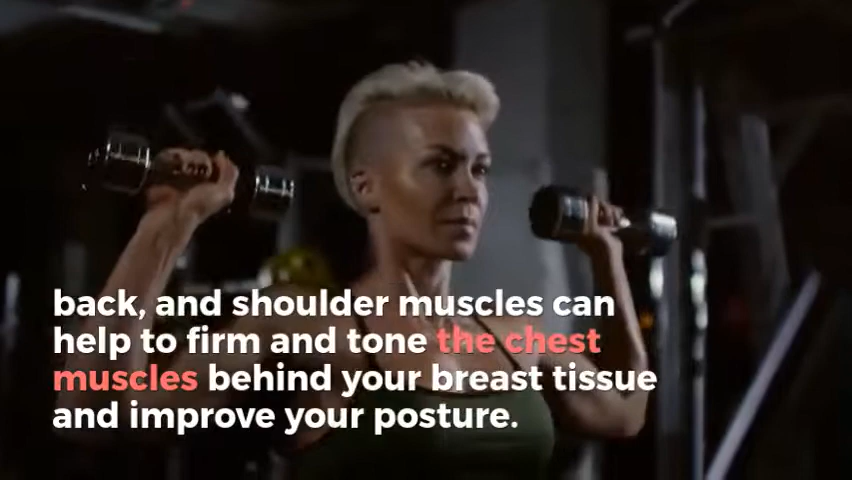 back, and shoulder muscles can
help to firm and tone the chest
muscles behind your breast tissue
and improve your posture.